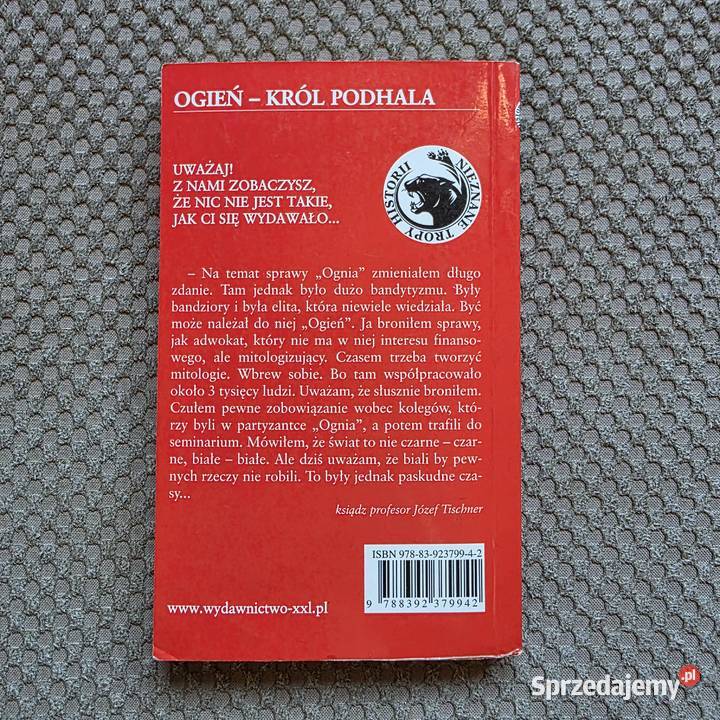 OGIEŃ – KRÓL PODHALA
UWAŻAJ!
Z NAMI ZOBACZYSZ,
ŻE NIC NIE JEST TAKIE,
JAK CI SIĘ WYDAWAŁO...
NIEZNANE TROPY HISTORII
– Na temat sprawy „Ognia” zmieniałem długo
zdanie. Tam jednak było dużo bandytyzmu. Były
bandziory i była elita, która niewiele wiedziała. Być
może należał do niej „Ogień”. Ja broniłem sprawy,
jak adwokat, który nie ma w niej interesu finanso-
wego, ale mitologizujący. Czasem trzeba tworzyć
mitologie. Wbrew sobie. Bo tam współpracowało
około 3 tysięcy ludzi. Uważam, że słusznie broniłem.
Czułem pewne zobowiązanie wobec kolegów, któ-
rzy byli w partyzantce „Ognia”, a potem trafili do
seminarium. Mówiłem, że świat to nie czarne – czar-
ne, białe – białe. Ale dziś uważam, że biali by pew-
nych rzeczy nie robili. To były jednak paskudne cza-
sy...
ksiądz profesor Józef Tischner
ISBN 978-83-923799-4-2
9 788392 379942
www.wydawnictwo-xxl.pl
Sprzedajemy.pl